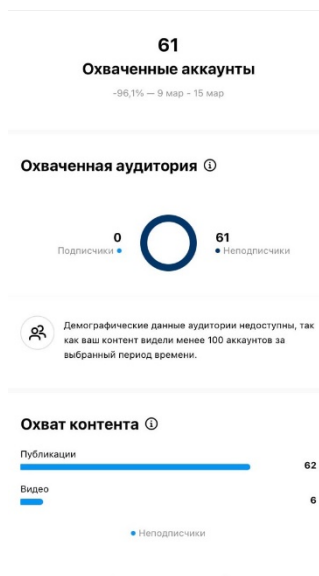 61
Охваченные аккаунты
-96,1% — 9 мар - 15 мар
Охваченная аудитория
0
Подписчики
61
Неподписчики
Демографические данные аудитории недоступны, так
как ваш контент видели менее 100 аккаунтов за
выбранный период времени.
Охват контента
Публикации
62
Видео
6
Неподписчики